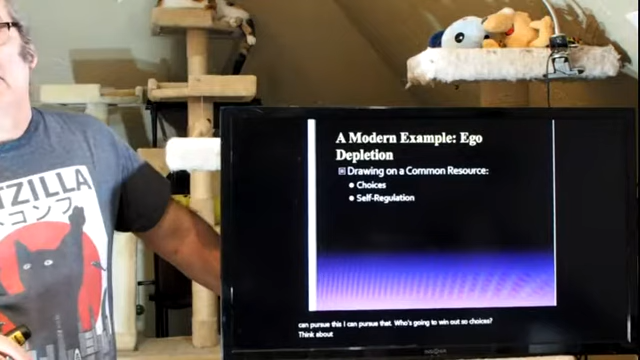 TZILLA
スコンプ
A Modern Example: Ego
Depletion
Drawing on a Common Resource:
Choices
Self-Regulation
can pursue this I can pursue that. Who's going to win out so choices?
Think about